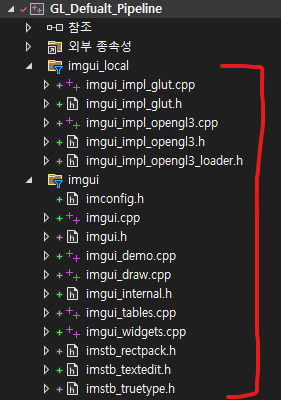 GL_Defualt_Pipeline
참조
외부 종속성
imgui_local
imgui_impl_glut.cpp
imgui_impl_glut.h
imgui_impl_opengl3.cpp
imgui_impl_opengl3.h
imgui_impl_opengl3_loader.h
imgui
imconfig.h
imgui.cpp
imgui.h
imgui_demo.cpp
imgui_draw.cpp
imgui_internal.h
imgui_tables.cpp
imgui_widgets.cpp
imstb_rectpack.h
imstb_textedit.h
imstb_truetype.h